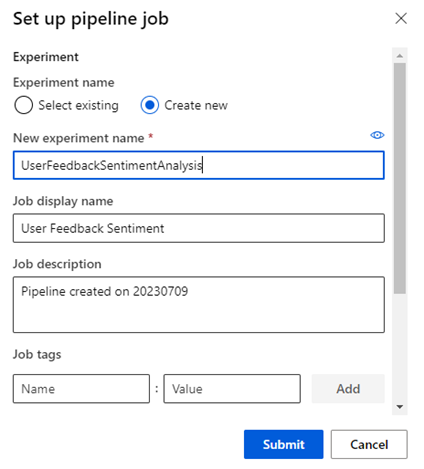 Set up pipeline job
Experiment
Experiment name
Select existing Create new
New experiment name *
UserFeedbackSentimentAnalysis
Job display name
User Feedback Sentiment
Job description
Pipeline created on 20230709
Job tags
Name : Value Add
Submit Cancel